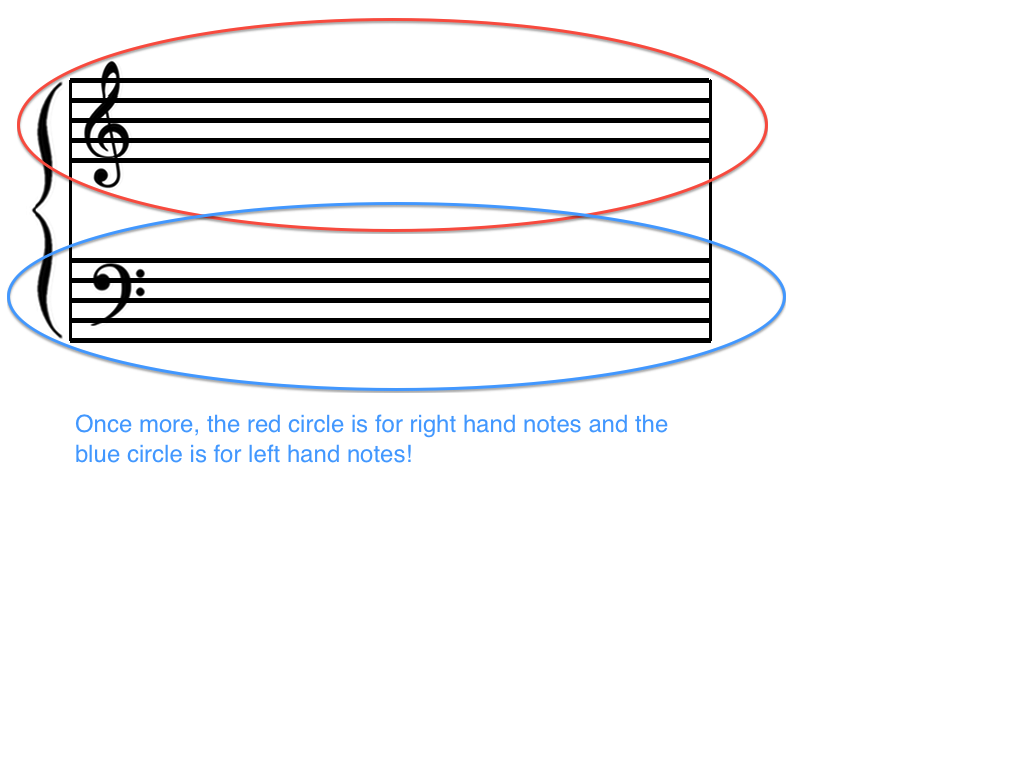 Once more, the red circle is for right hand notes and the
blue circle is for left hand notes!